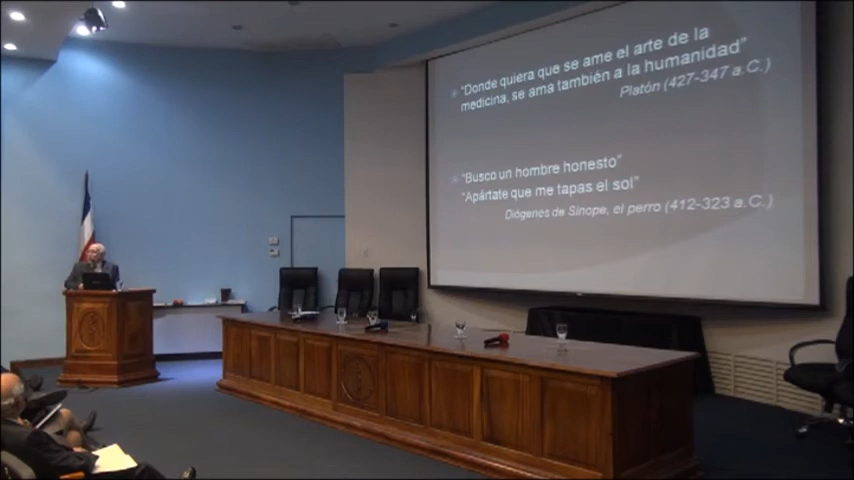 "Donde quiera que se ame el arte de la
medicina, se ama también a la humanidad"
Platón (427-347 a.C.)
"Busco un hombre honesto"
"Apártate que me tapas el sol"
Diógenes de Sinope, el perro (412-323 a.C.)